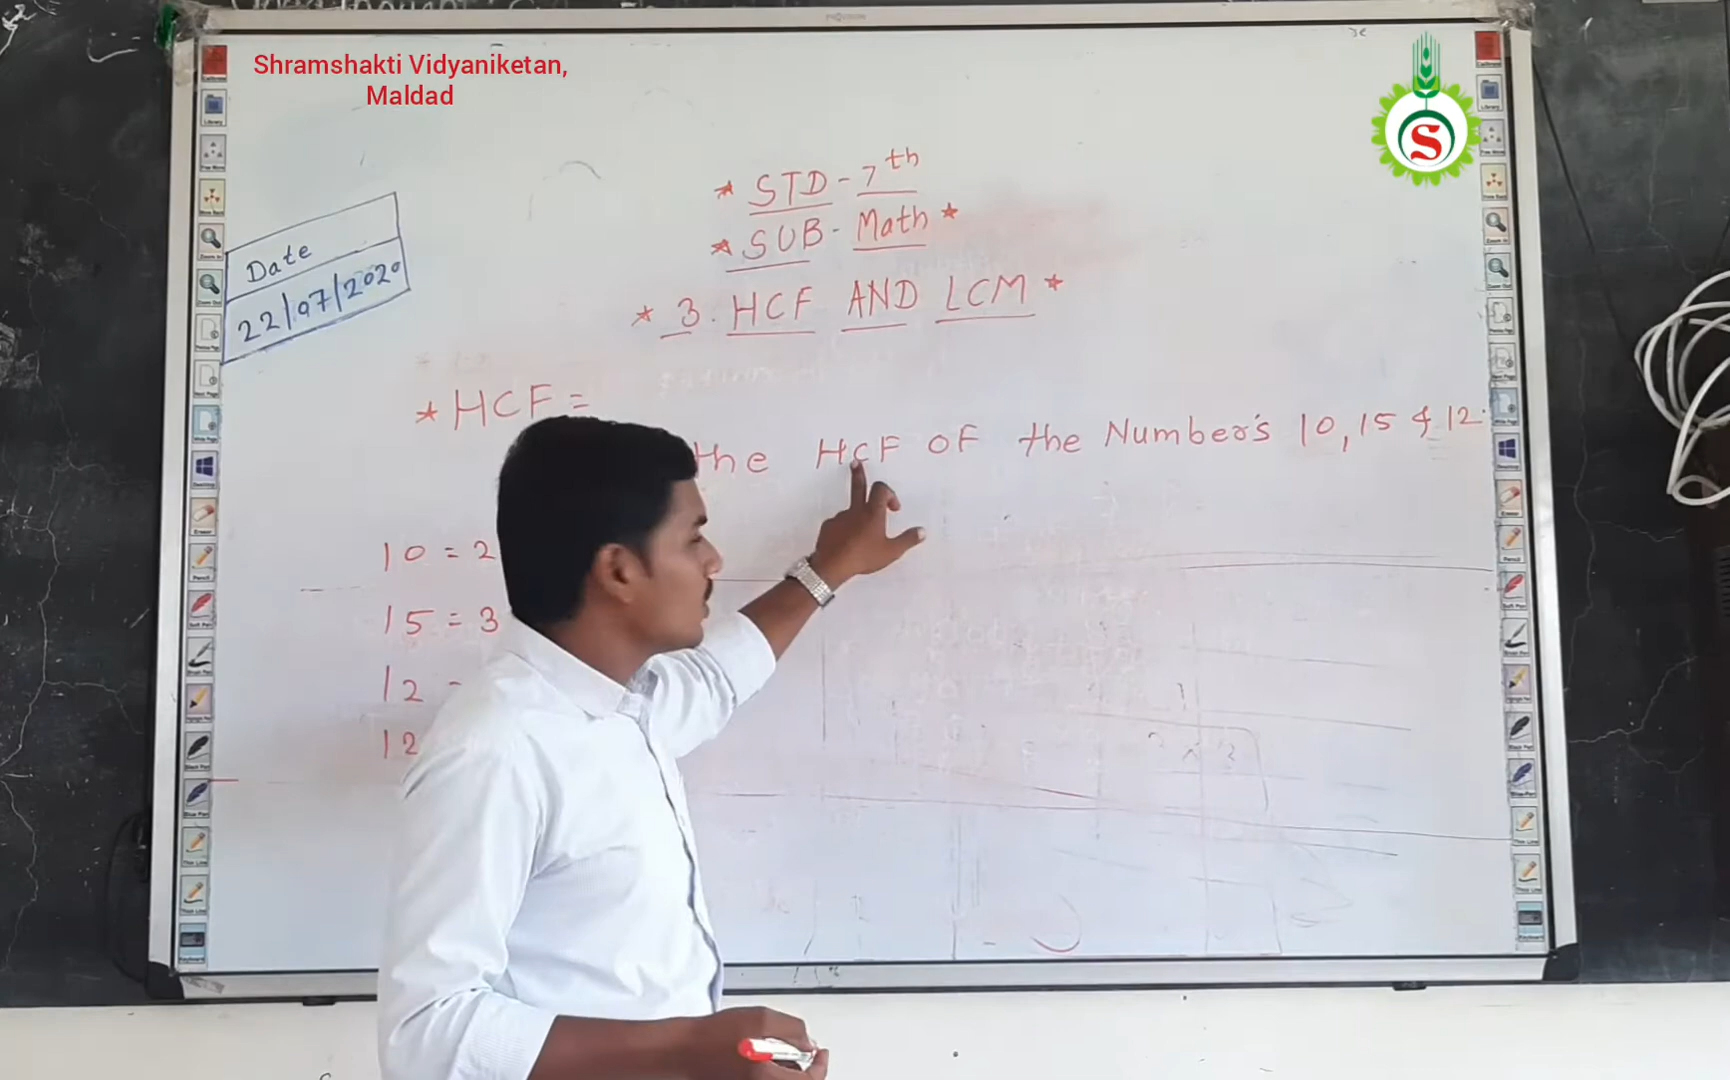 Shramshakti Vidyaniketan,
Maldad
S
* STD - 7th
* SUB - Math *
* 3. HCF AND LCM *
Date
22/07/2020
* HCF =
the HCF OF the Number's 10, 15 & 12.
10 = 2
15 = 3
12 -
12